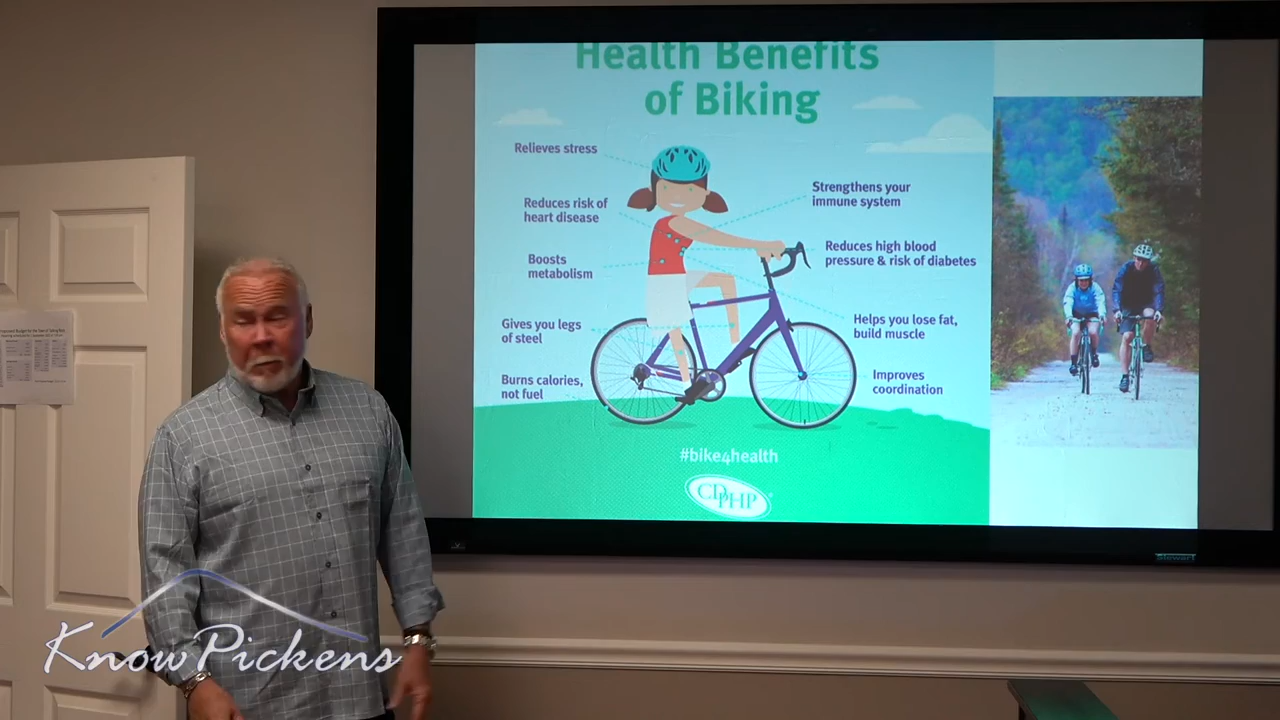 Health Benefits
of Biking
Relieves stress
Reduces risk of
heart disease
Boosts
metabolism
Gives you legs
of steel
Burns calories,
not fuel
Strengthens your
immune system
Reduces high blood
pressure & risk of diabetes
Helps you lose fat,
build muscle
Improves
coordination
#bike4health
CDPHP
Stewart
KnowPickens